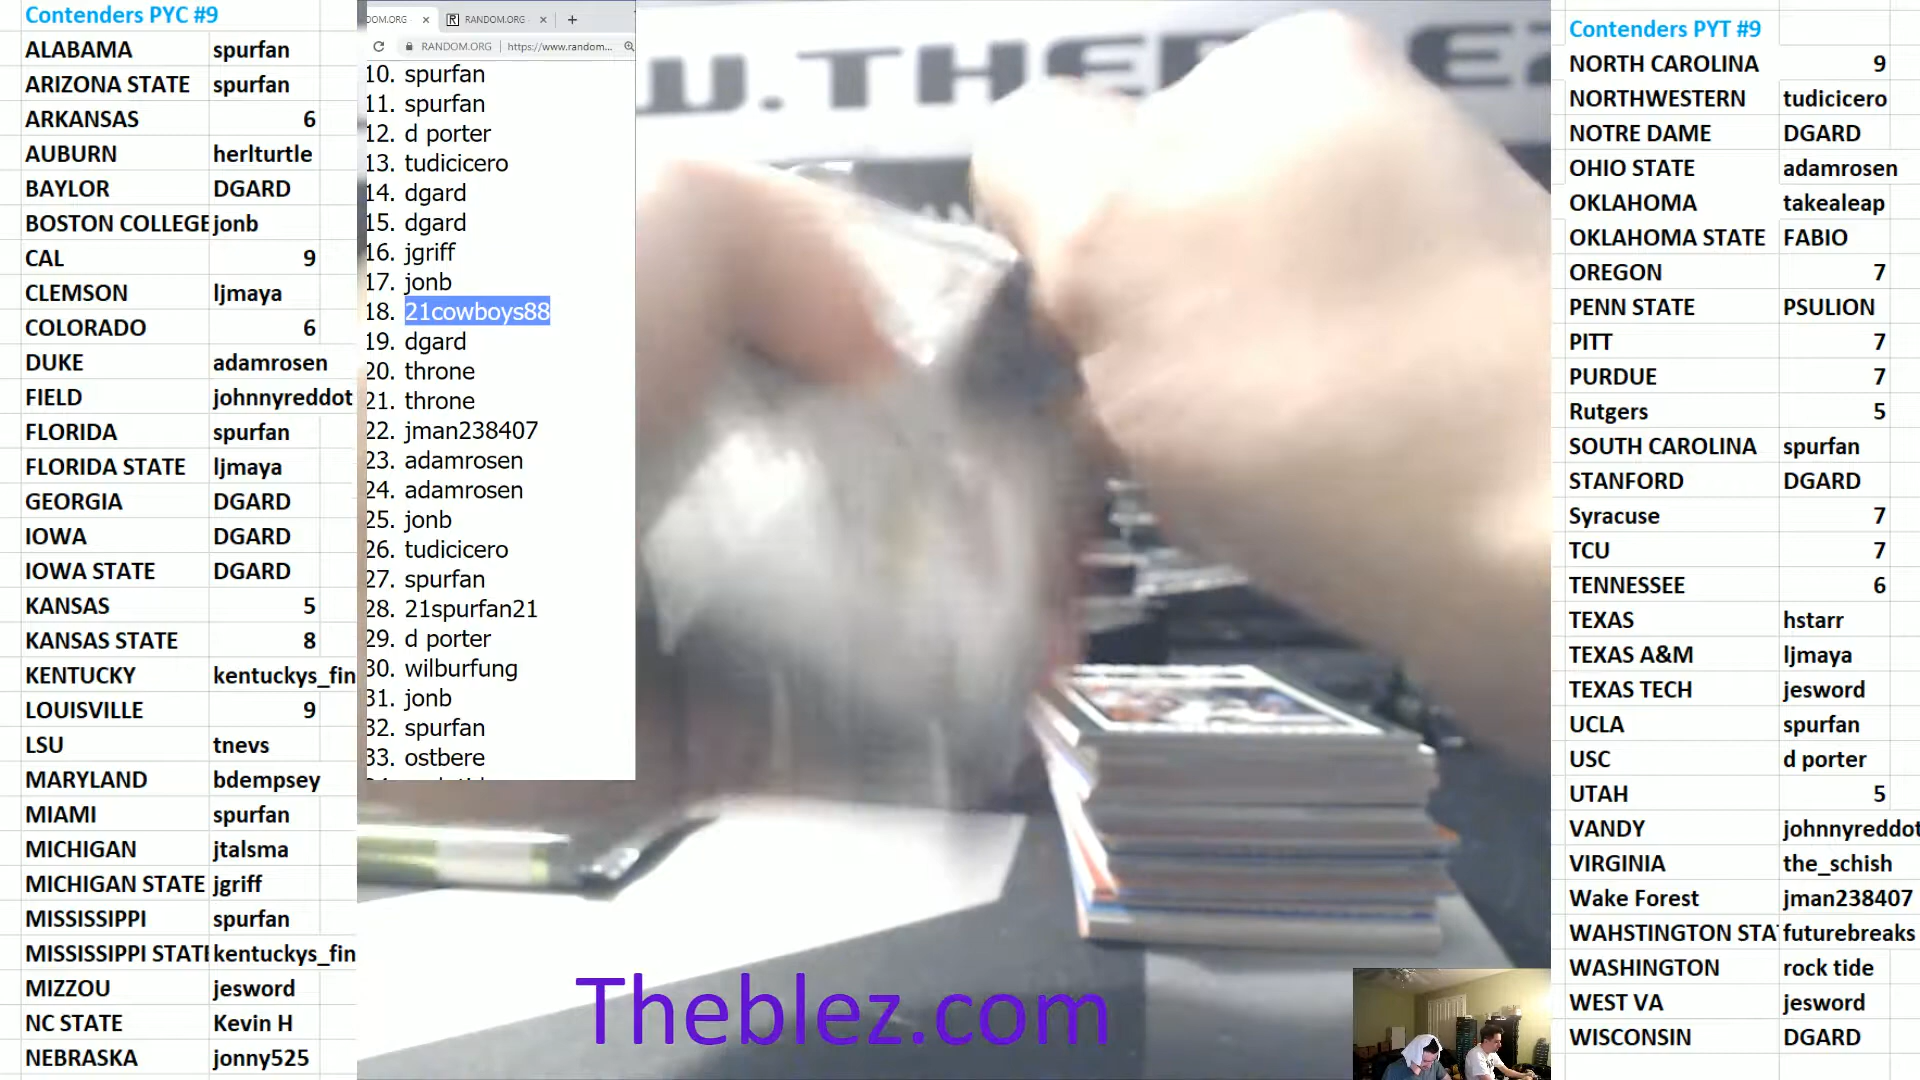 Contenders PYC #9
ALABAMA spurfan
ARIZONA STATE spurfan
ARKANSAS 6
AUBURN herlturtle
BAYLOR DGARD
BOSTON COLLEGE jonb
CAL 9
CLEMSON ljmaya
COLORADO 6
DUKE adamrosen
FIELD johnnyreddot
FLORIDA spurfan
FLORIDA STATE ljmaya
GEORGIA DGARD
IOWA DGARD
IOWA STATE DGARD
KANSAS 5
KANSAS STATE 8
KENTUCKY kentuckys_fin
LOUISVILLE 9
LSU tnevs
MARYLAND bdempsey
MIAMI spurfan
MICHIGAN jtalsma
MICHIGAN STATE jgriff
MISSISSIPPI spurfan
MISSISSIPPI STATE kentuckys_fin
MIZZOU jesword
NC STATE Kevin H
NEBRASKA jonny525
DOM.ORG × R RANDOM.ORG × +
RANDOM.ORG https://www.random...
10. spurfan
11. spurfan
12. d porter
13. tudicicero
14. dgard
15. dgard
16. jgriff
17. jonb
18. 21cowboys88
19. dgard
20. throne
21. throne
22. jman238407
23. adamrosen
24. adamrosen
25. jonb
26. tudicicero
27. spurfan
28. 21spurfan21
29. d porter
30. wilburfung
31. jonb
32. spurfan
33. ostbere
Theblez.com
Contenders PYT #9
NORTH CAROLINA 9
NORTHWESTERN tudicicero
NOTRE DAME DGARD
OHIO STATE adamrosen
OKLAHOMA takealeap
OKLAHOMA STATE FABIO
OREGON 7
PENN STATE PSULION
PITT 7
PURDUE 7
Rutgers 5
SOUTH CAROLINA spurfan
STANFORD DGARD
Syracuse 7
TCU 7
TENNESSEE 6
TEXAS hstarr
TEXAS A&M ljmaya
TEXAS TECH jesword
UCLA spurfan
USC d porter
UTAH 5
VANDY johnnyreddot
VIRGINIA the_schish
Wake Forest jman238407
WAHSTINGTON STA futurebreaks
WASHINGTON rock tide
WEST VA jesword
WISCONSIN DGARD